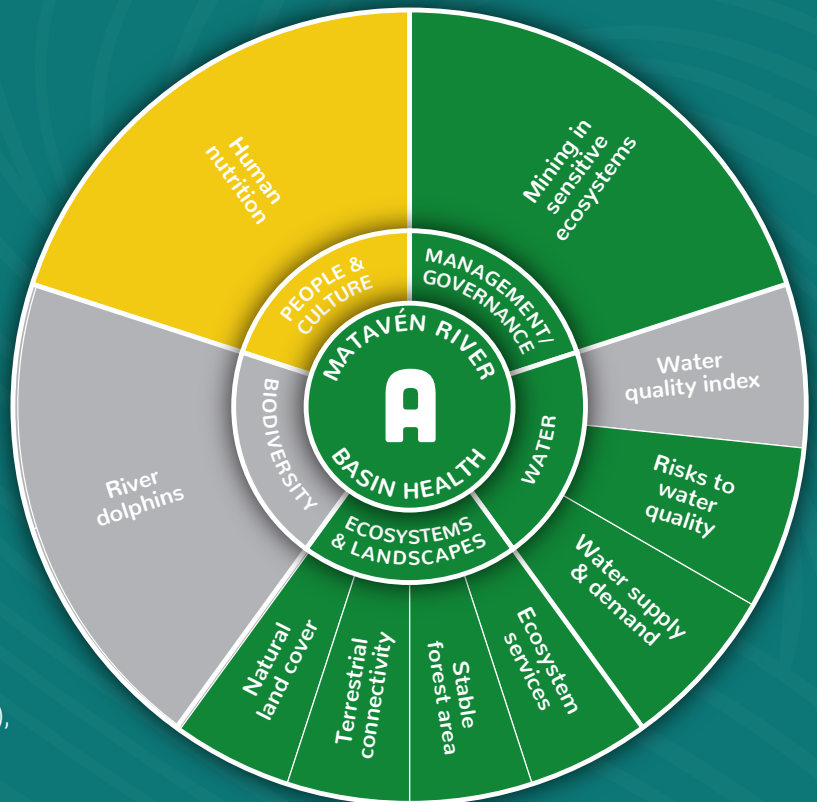 Human
nutrition
Mining in
sensitive
ecosystems
PEOPLE &
CULTURE
MANAGEMENT/
GOVERNANCE
MATAVÉN RIVER
A
BASIN HEALTH
BIODIVERSITY
WATER
ECOSYSTEMS
& LANDSCAPES
Water
quality index
Risks to
water
quality
Water supply
& demand
Ecosystem
services
Stable
forest area
Terrestrial
connectivity
Natural
land cover
River
dolphins
),